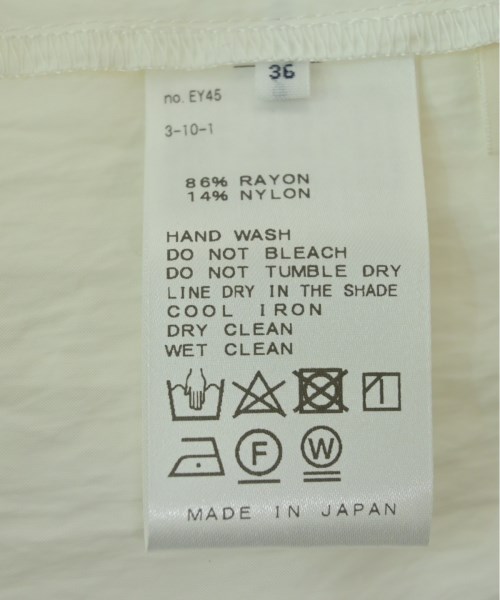 36
no. EY45
3-10-1
86% RAYON
14% NYLON
HAND WASH
DO NOT BLEACH
DO NOT TUMBLE DRY
LINE DRY IN THE SHADE
COOL IRON
DRY CLEAN
WET CLEAN
F W
MADE IN JAPAN